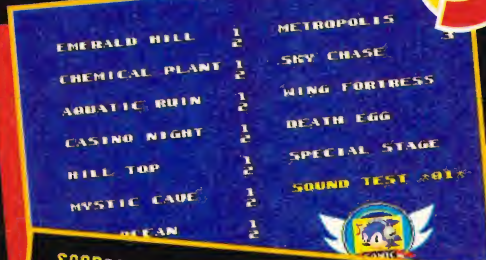 EMERALD HILL 1
2
CHEMICAL PLANT 1
2
AQUATIC RUIN 1
2
CASINO NIGHT 1
2
HILL TOP 1
2
MYSTIC CAVE 1
2
OCEAN 1
2
METROPOLIS
3
SKY CHASE
WING FORTRESS
DEATH EGG
SPECIAL STAGE
SOUND TEST *01*
SONIC